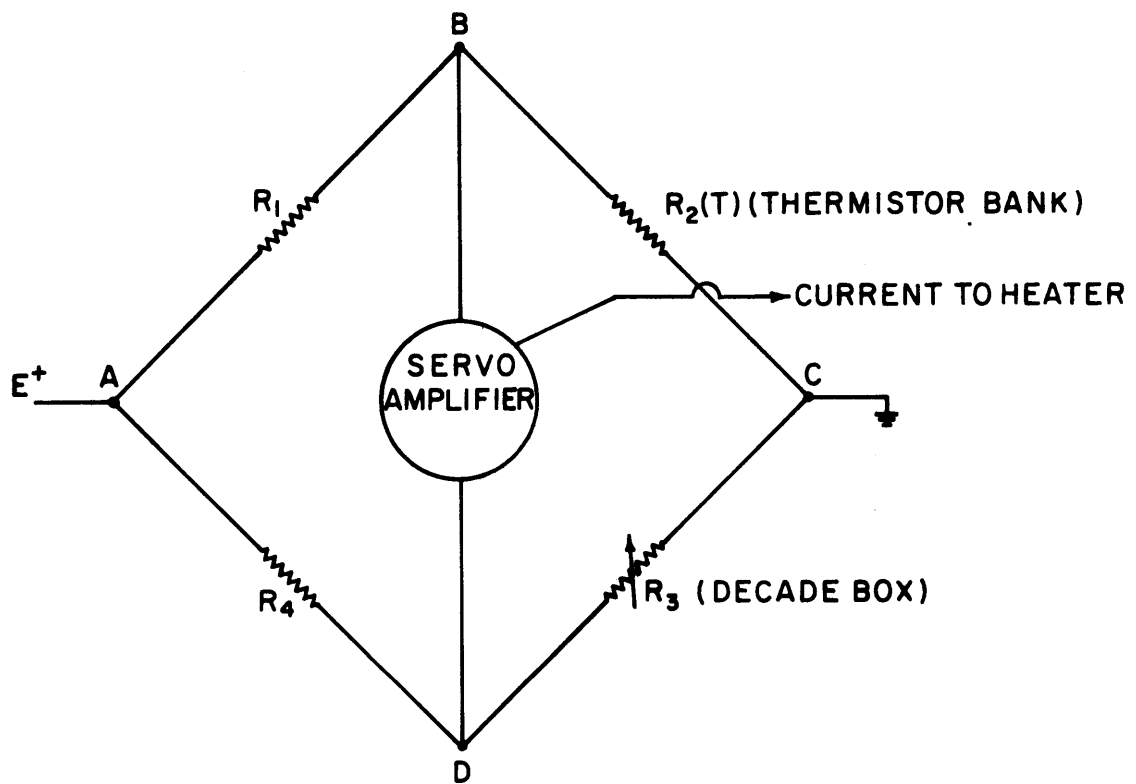 B
R1
R2(T) (THERMISTOR BANK)
CURRENT TO HEATER
SERVO
AMPLIFIER
E+
A
C
R4
R3 (DECADE BOX)
D